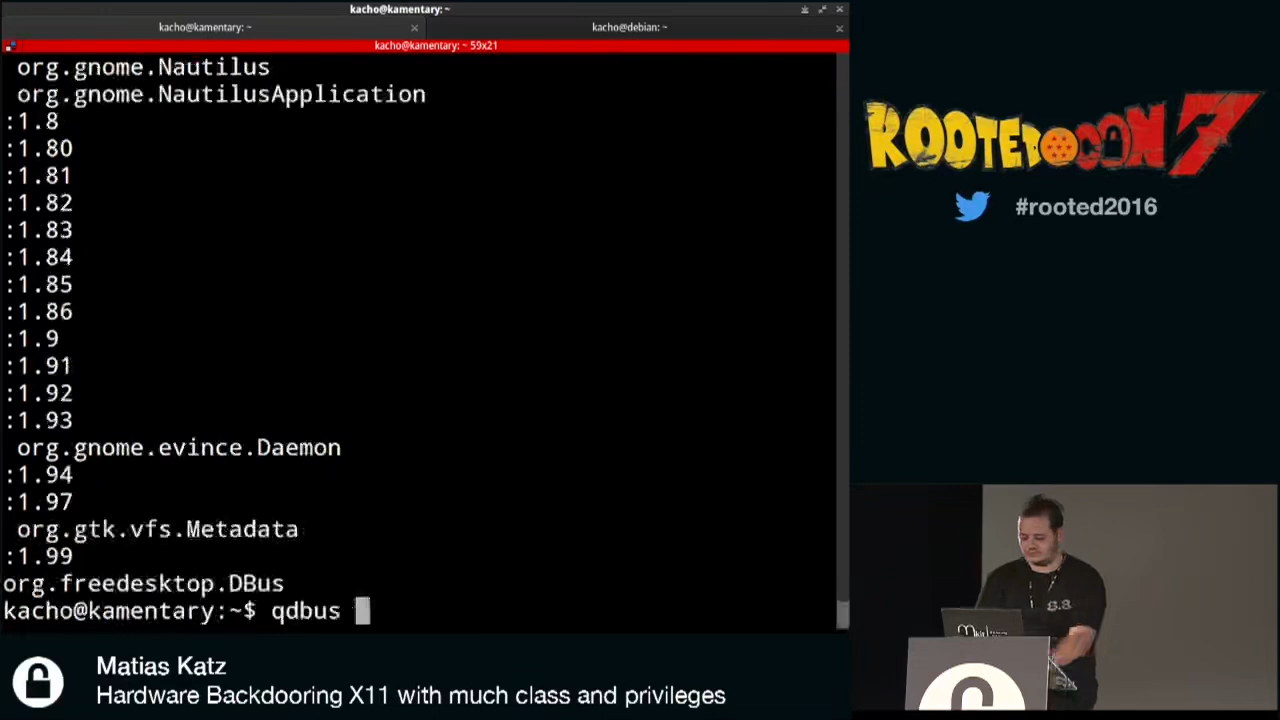 kacho@kamentary: ~
kacho@kamentary: ~
kacho@debian: ~
kacho@kamentary: ~ 59x21
org.gnome.Nautilus
org.gnome.NautilusApplication
:1.8
:1.80
:1.81
:1.82
:1.83
:1.84
:1.85
:1.86
:1.9
:1.91
:1.92
:1.93
org.gnome.evince.Daemon
:1.94
:1.97
org.gtk.vfs.Metadata
:1.99
org.freedesktop.DBus
kacho@kamentary:~$ qdbus
ROOTED CON 7
#rooted2016
Matias Katz
Hardware Backdooring X11 with much class and privileges